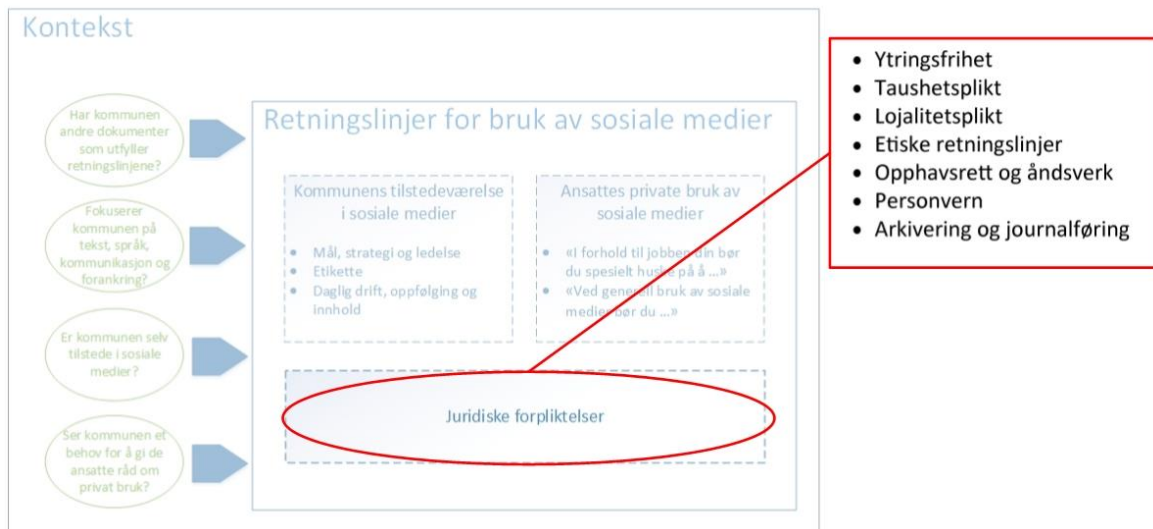 Kontekst
Har kommunen
andre dokumenter
som utfyller
retningslinjene?
Fokuserer
kommunen på
tekst, språk,
kommunikasjon og
forankring?
Er kommunen selv
tilstede i sosiale
medier?
Ser kommunen et
behov for å gi de
ansatte råd om
privat bruk?
Retningslinjer for bruk av sosiale medier
Kommunens tilstedeværelse
i sosiale medier
• Mål, strategi og ledelse
• Etikette
• Daglig drift, oppfølging og
innhold
Ansattes private bruk av
sosiale medier
• «I forhold til jobben din bør
du spesielt huske på å ...»
• «Ved generell bruk av sosiale
medier bør du ...»
Juridiske forpliktelser
• Ytringsfrihet
• Taushetsplikt
• Lojalitetsplikt
• Etiske retningslinjer
• Opphavsrett og åndsverk
• Personvern
• Arkivering og journalføring